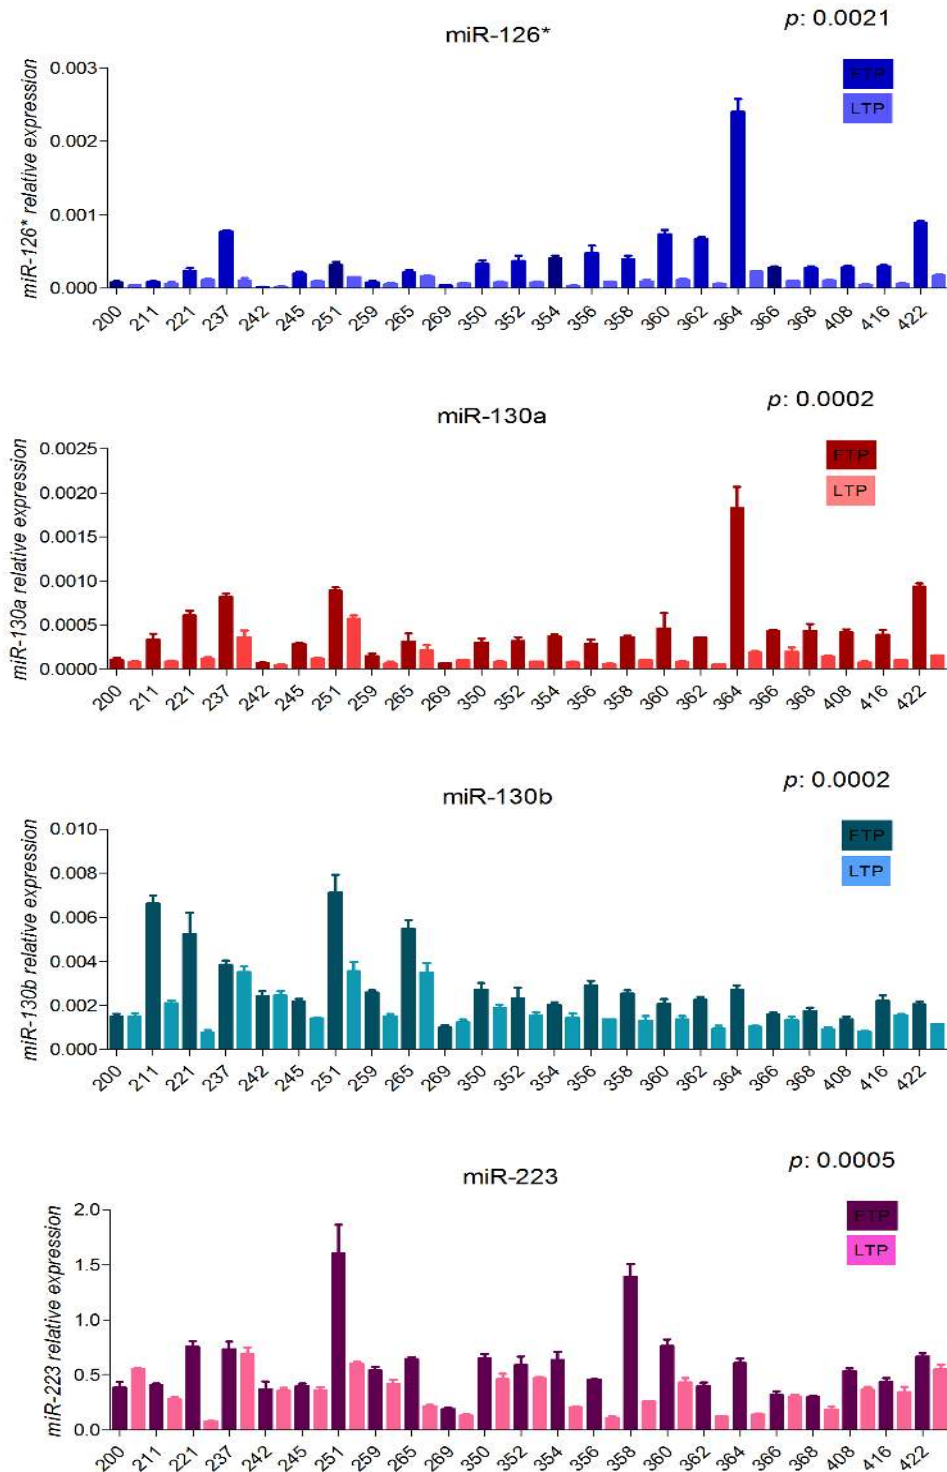 p: 0.0021
miR-126*
FTP
LTP
miR-126* relative expression
0.003
0.002
0.001
0.000
200 211 221 237 242 245 251 259 265 269 350 352 354 356 358 360 362 364 366 368 408 416 422
p: 0.0002
miR-130a
FTP
LTP
miR-130a relative expression
0.0025
0.0020
0.0015
0.0010
0.0005
0.0000
200 211 221 237 242 245 251 259 265 269 350 352 354 356 358 360 362 364 366 368 408 416 422
p: 0.0002
miR-130b
FTP
LTP
miR-130b relative expression
0.010
0.008
0.006
0.004
0.002
0.000
200 211 221 237 242 245 251 259 265 269 350 352 354 356 358 360 362 364 366 368 408 416 422
p: 0.0005
miR-223
FTP
LTP
miR-223 relative expression
2.0
1.5
1.0
0.5
0.0
200 211 221 237 242 245 251 259 265 269 350 352 354 356 358 360 362 364 366 368 408 416 422